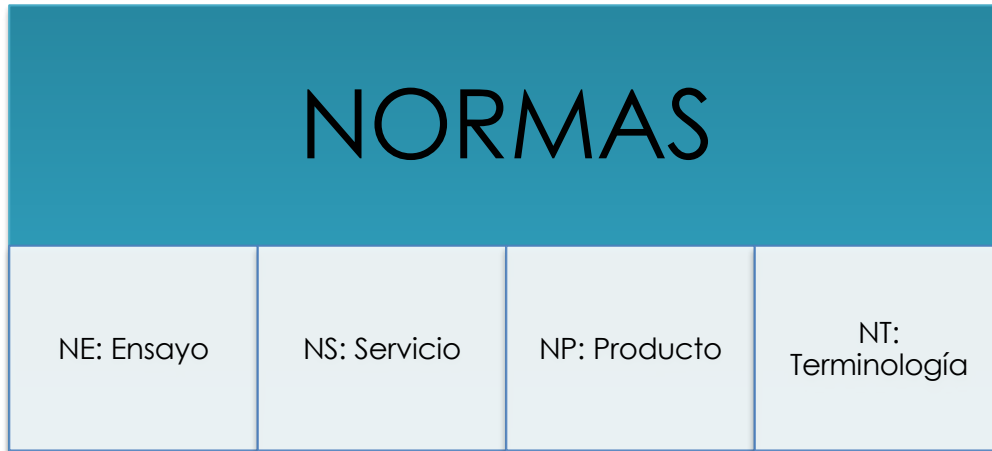 NORMAS
NE: Ensayo
NS: Servicio
NP: Producto
NT:
Terminología